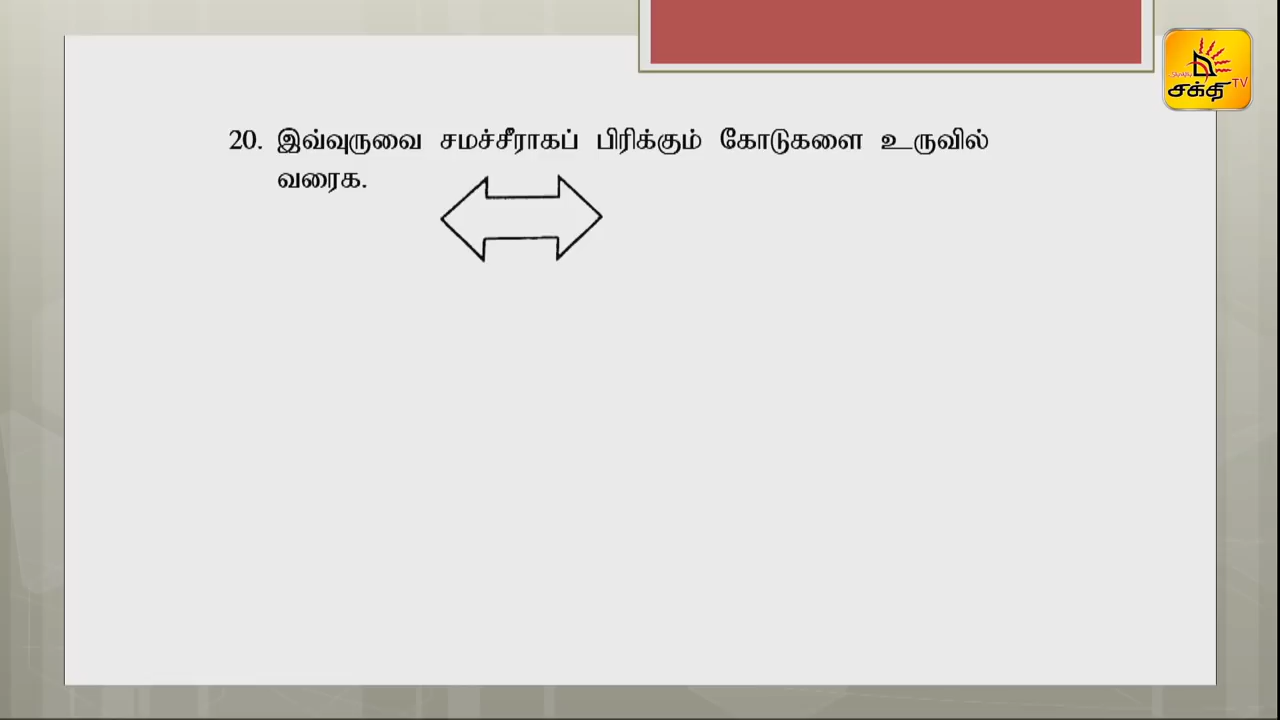 20. இவ்வுருவை சமச்சீராகப் பிரிக்கும் கோடுகளை உருவில்
வரைக.
சக்தி TV